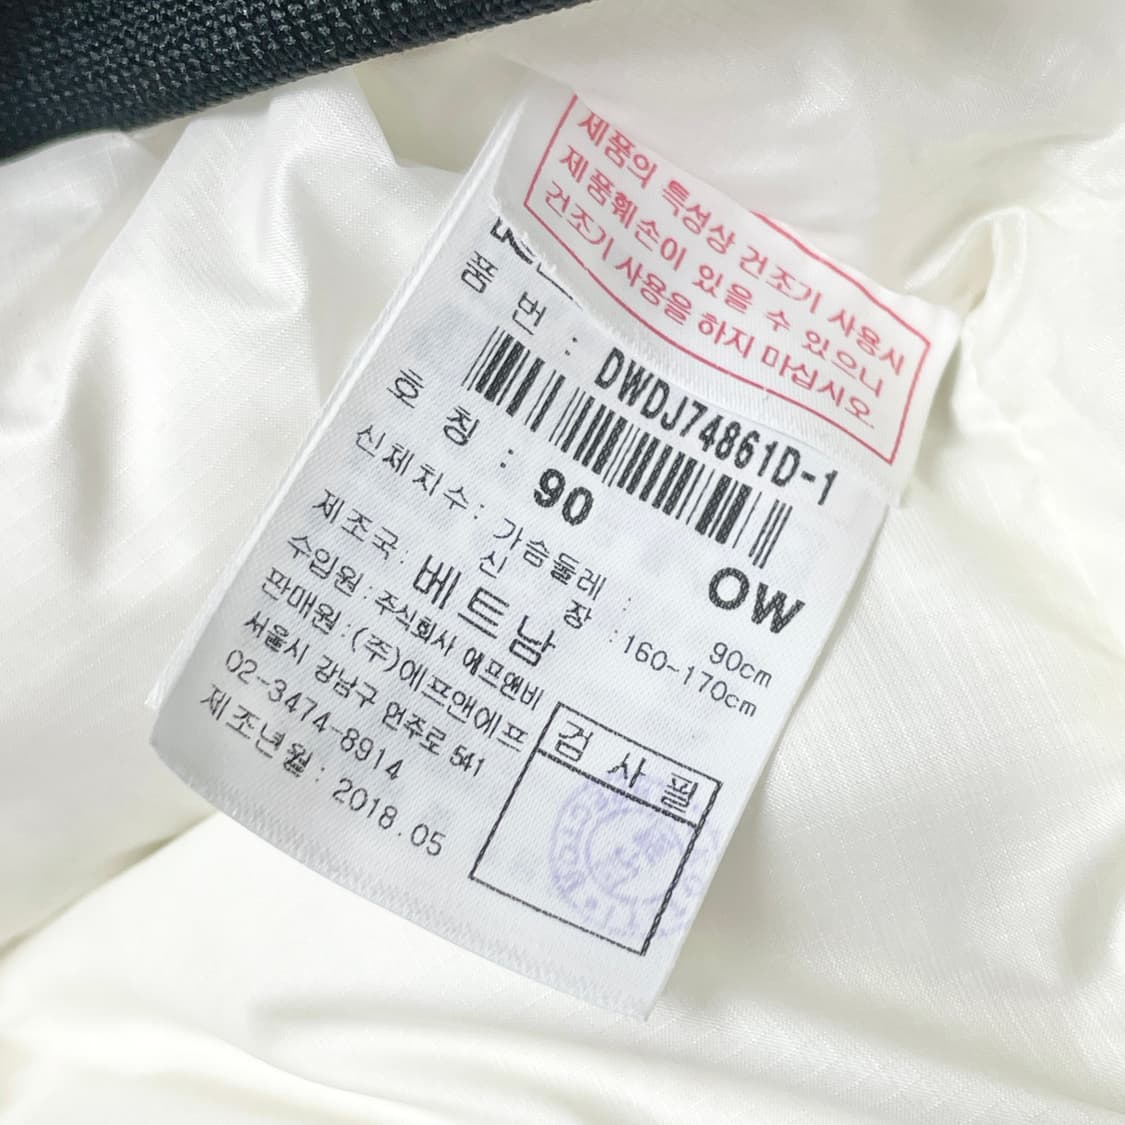 제품의 특성상 건조기 사용시
제품훼손이 있을 수 있으니
건조기 사용을 하지 마십시오
품 번 : DWDJ74861D-1
호 칭 : 90 OW
신체치수 : 가슴둘레 : 90cm
신 장 : 160~170cm
제조국: 베트남
수입원 : 주식회사 에프앤비
판매원 : (주)에프앤에프
서울시 강남구 언주로 541
02-3474-8914
제조년월 : 2018.05
검 사 필